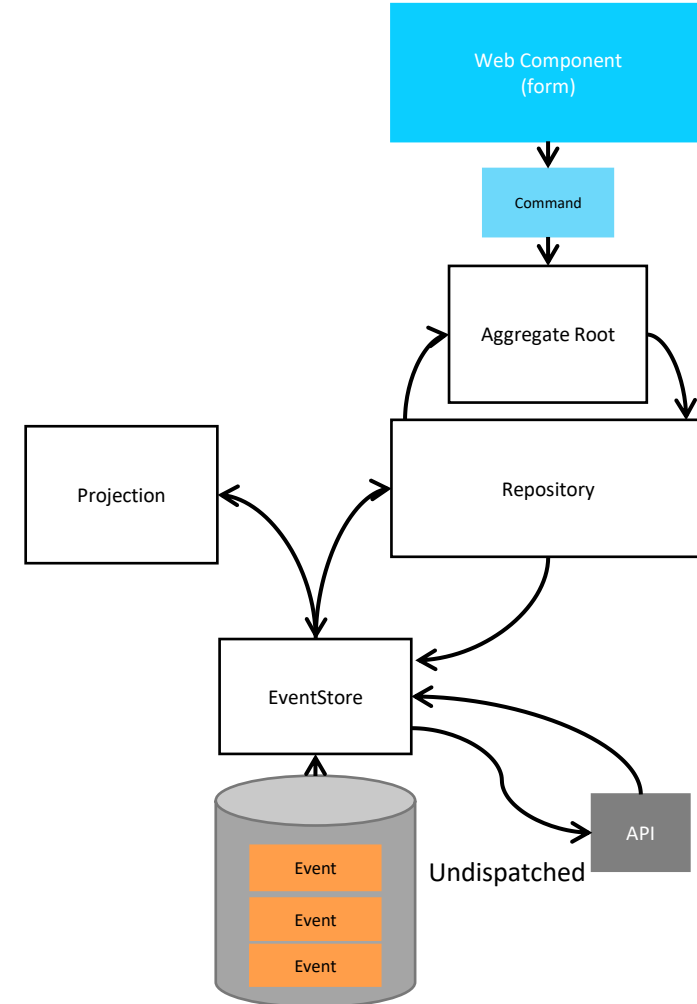 Web Component
(form)
Command
Aggregate Root
Projection
Repository
EventStore
API
Undispatched
Event
Event
Event